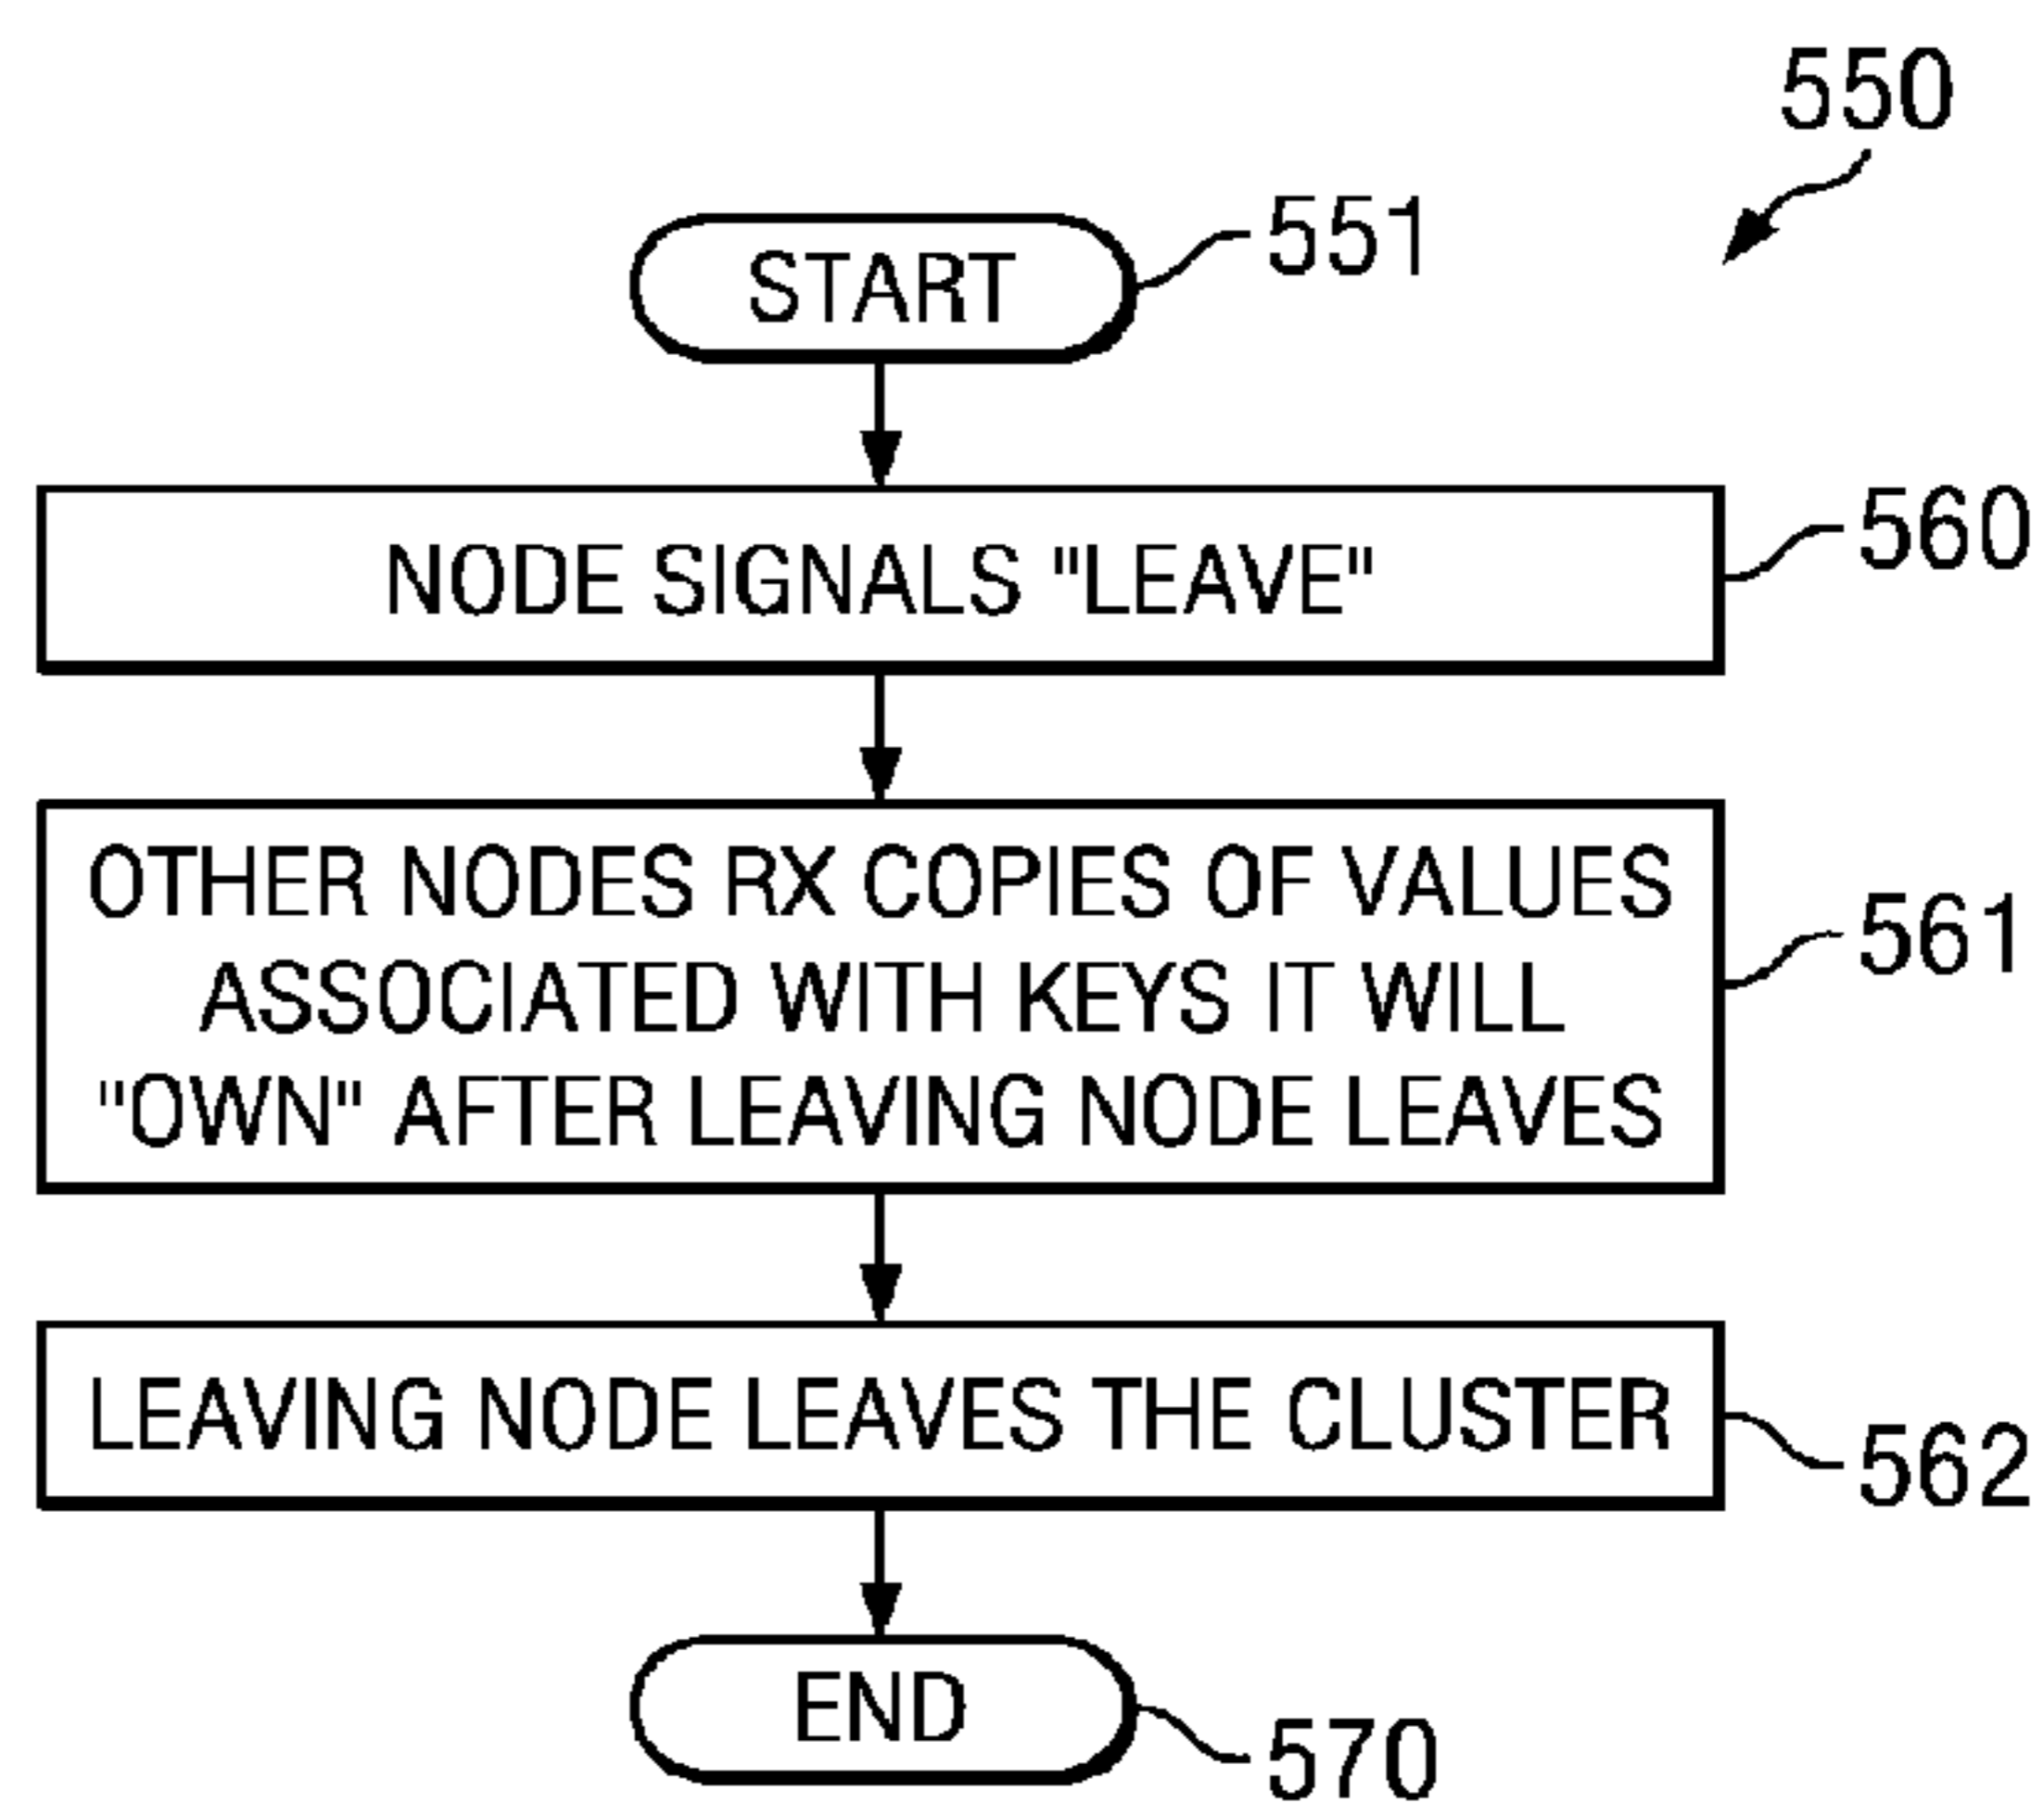 550
START
551
NODE SIGNALS "LEAVE"
560
OTHER NODES RX COPIES OF VALUES
ASSOCIATED WITH KEYS IT WILL
"OWN" AFTER LEAVING NODE LEAVES
561
LEAVING NODE LEAVES THE CLUSTER
562
END
570